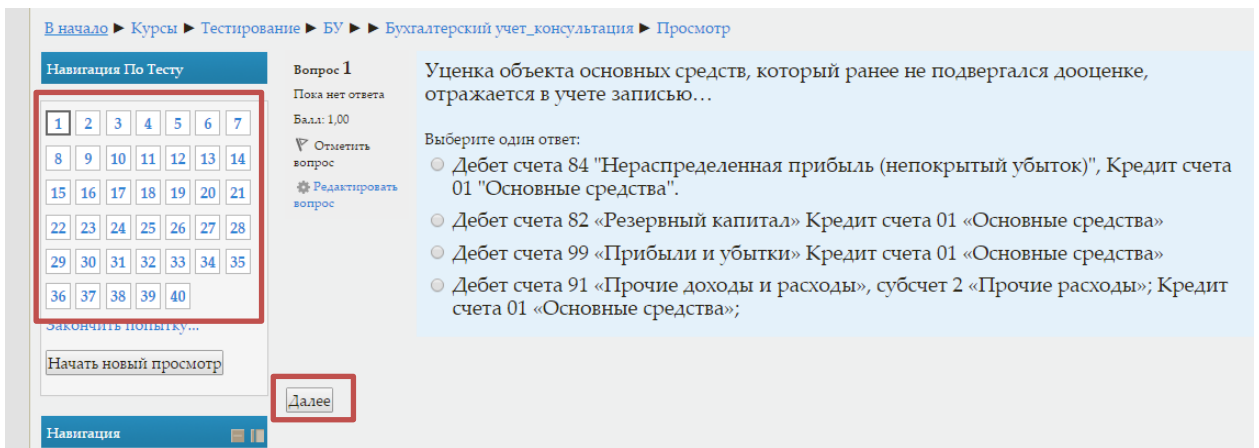 В начало ► Курсы ► Тестирование ► БУ ► ► Бухгалтерский учет_консультация ► Просмотр
Навигация По Тесту
1 2 3 4 5 6 7
8 9 10 11 12 13 14
15 16 17 18 19 20 21
22 23 24 25 26 27 28
29 30 31 32 33 34 35
36 37 38 39 40
Закончить попытку...
Начать новый просмотр
Навигация
Вопрос 1
Пока нет ответа
Балл: 1,00
Отметить
вопрос
Редактировать
вопрос
Уценка объекта основных средств, который ранее не подвергался дооценке,
отражается в учете записью…
Выберите один ответ:
Дебет счета 84 "Нераспределенная прибыль (непокрытый убыток)", Кредит счета
01 "Основные средства".
Дебет счета 82 «Резервный капитал» Кредит счета 01 «Основные средства»
Дебет счета 99 «Прибыли и убытки» Кредит счета 01 «Основные средства»
Дебет счета 91 «Прочие доходы и расходы», субсчет 2 «Прочие расходы»; Кредит
счета 01 «Основные средства»;
Далее